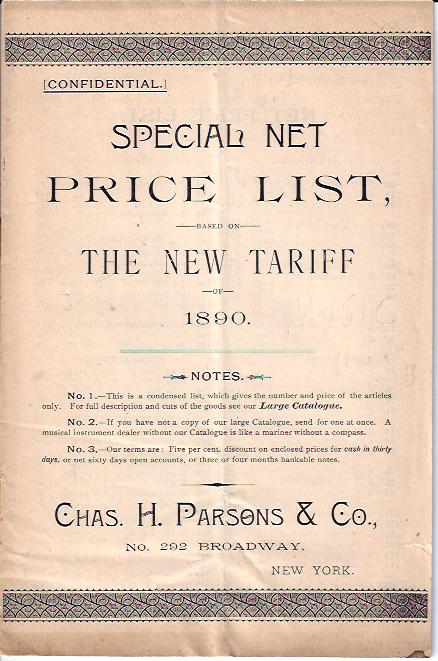 [CONFIDENTIAL.]
SPECIAL NET
PRICE LIST,
—BASED ON—
THE NEW TARIFF
—OF—
1890.
NOTES.
No. 1.—This is a condensed list, which gives the number and price of the articles
only. For full description and cuts of the goods see our Large Catalogue.
No. 2.—If you have not a copy of our large Catalogue, send for one at once. A
musical instrument dealer without our Catalogue is like a mariner without a compass.
No. 3.—Our terms are: Five per cent. discount on enclosed prices for cash in thirty
days, or net sixty days open accounts, or three or four months bankable notes.
CHAS. H. PARSONS & CO.,
No. 292 BROADWAY,
NEW YORK.